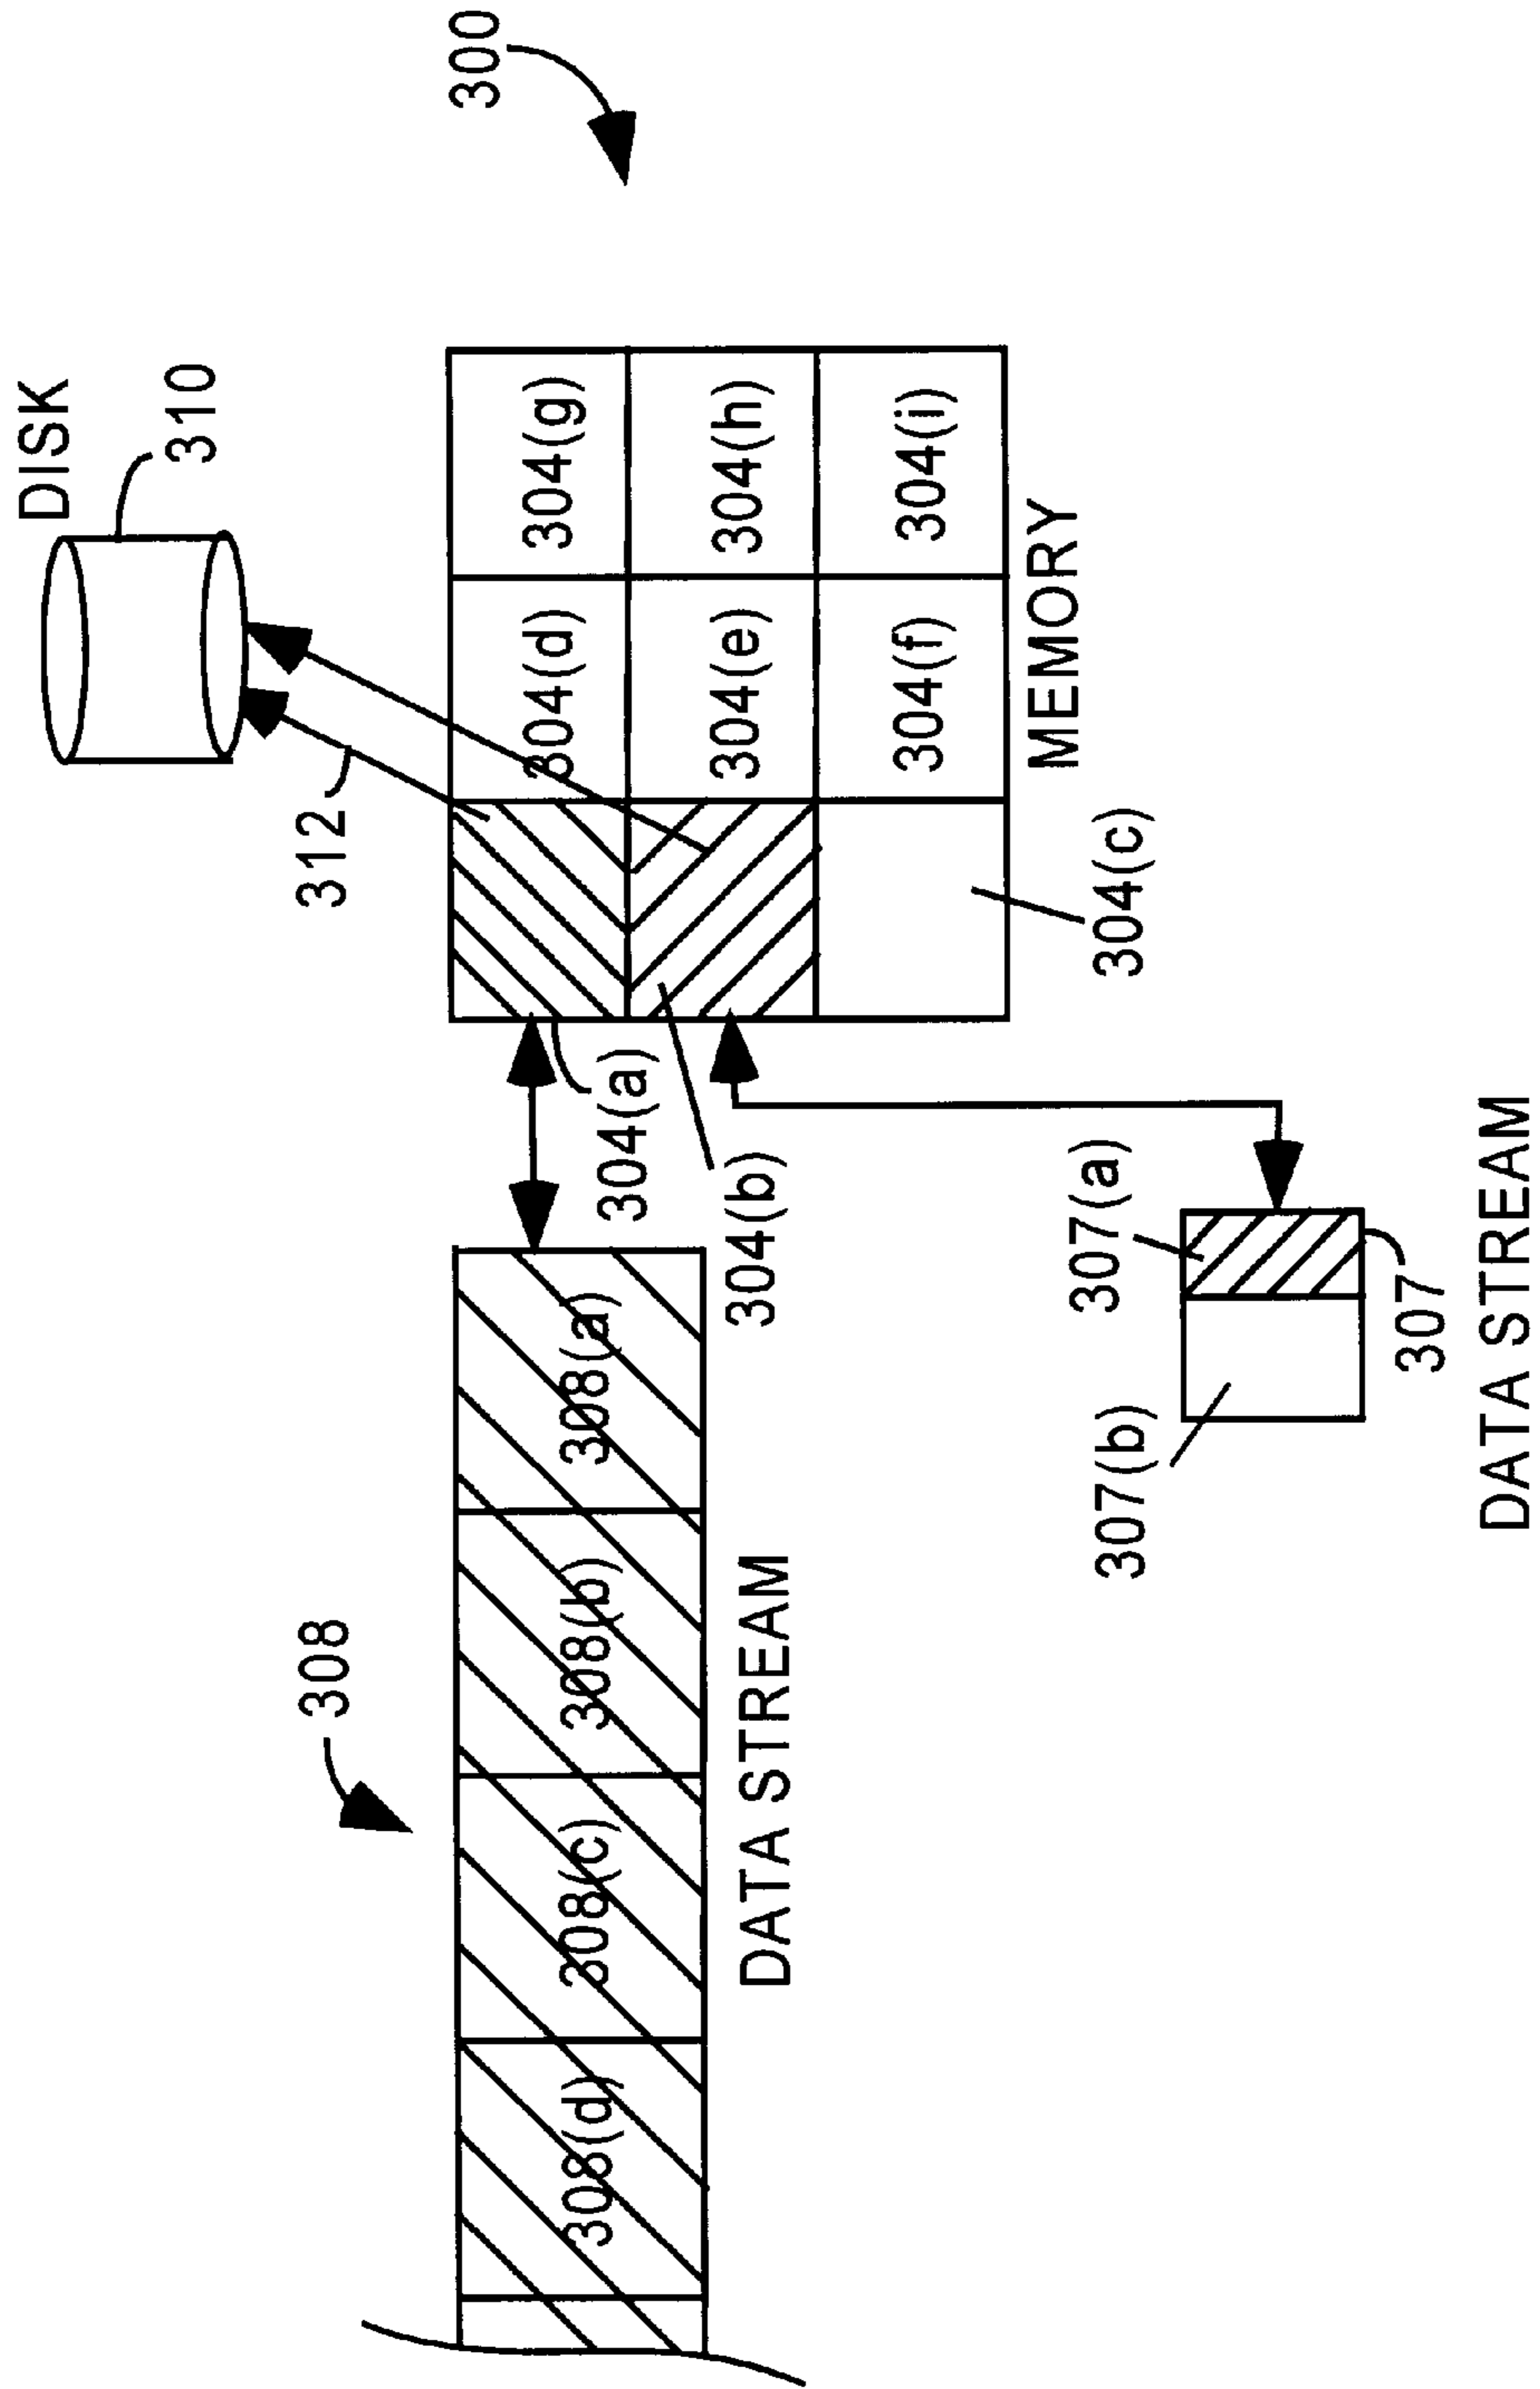 DISK
310
312
300
308
304(d)
304(g)
304(e)
304(h)
304(f)
304(i)
304(a)
304(b)
304(c)
MEMORY
308(d)
308(c)
308(b)
308(a)
DATA STREAM
307(a)
307(b)
307
DATA STREAM